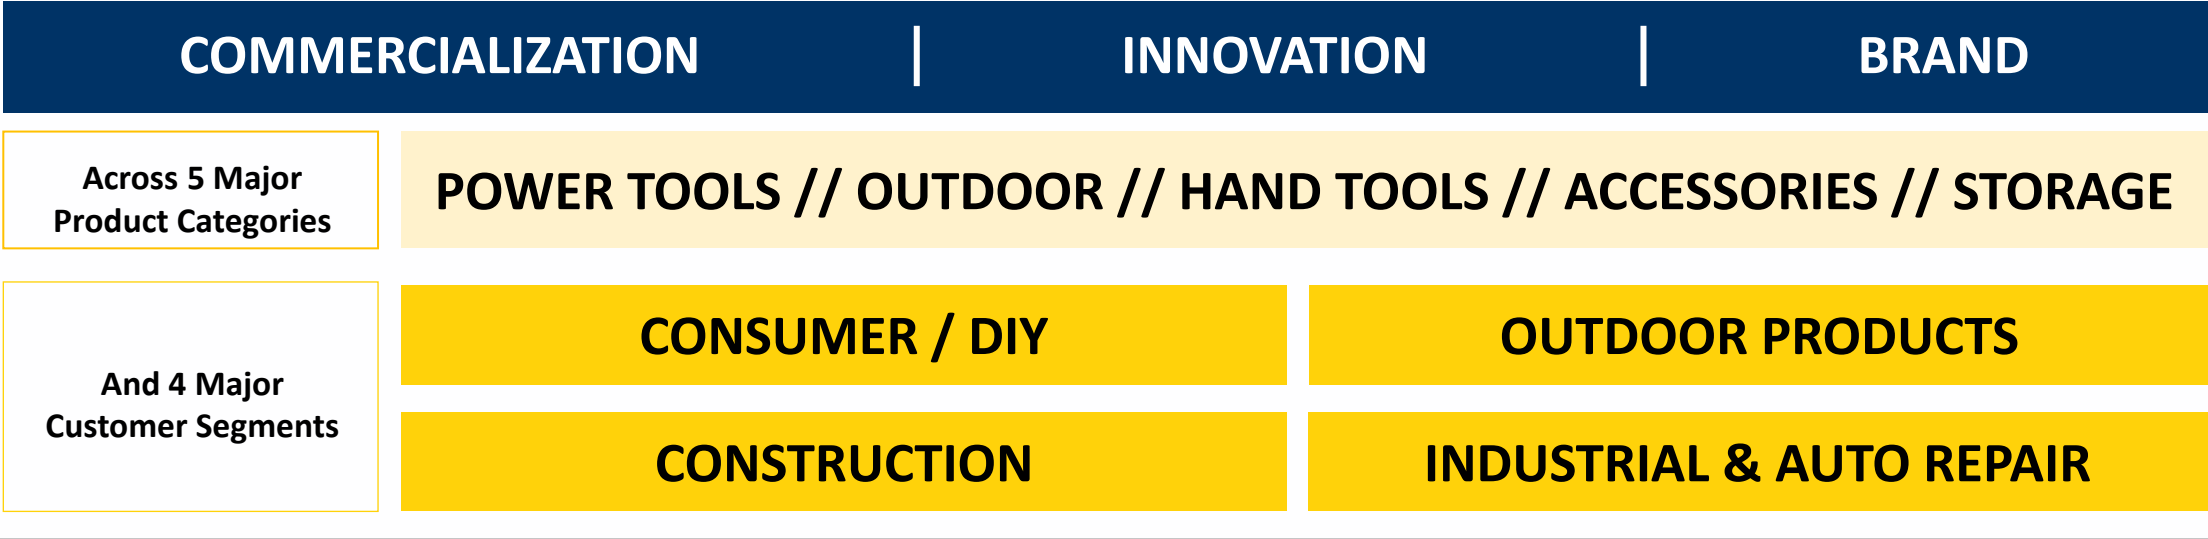 COMMERCIALIZATION | INNOVATION | BRAND
Across 5 Major
Product Categories
POWER TOOLS // OUTDOOR // HAND TOOLS // ACCESSORIES // STORAGE
And 4 Major
Customer Segments
CONSUMER / DIY
OUTDOOR PRODUCTS
CONSTRUCTION
INDUSTRIAL & AUTO REPAIR